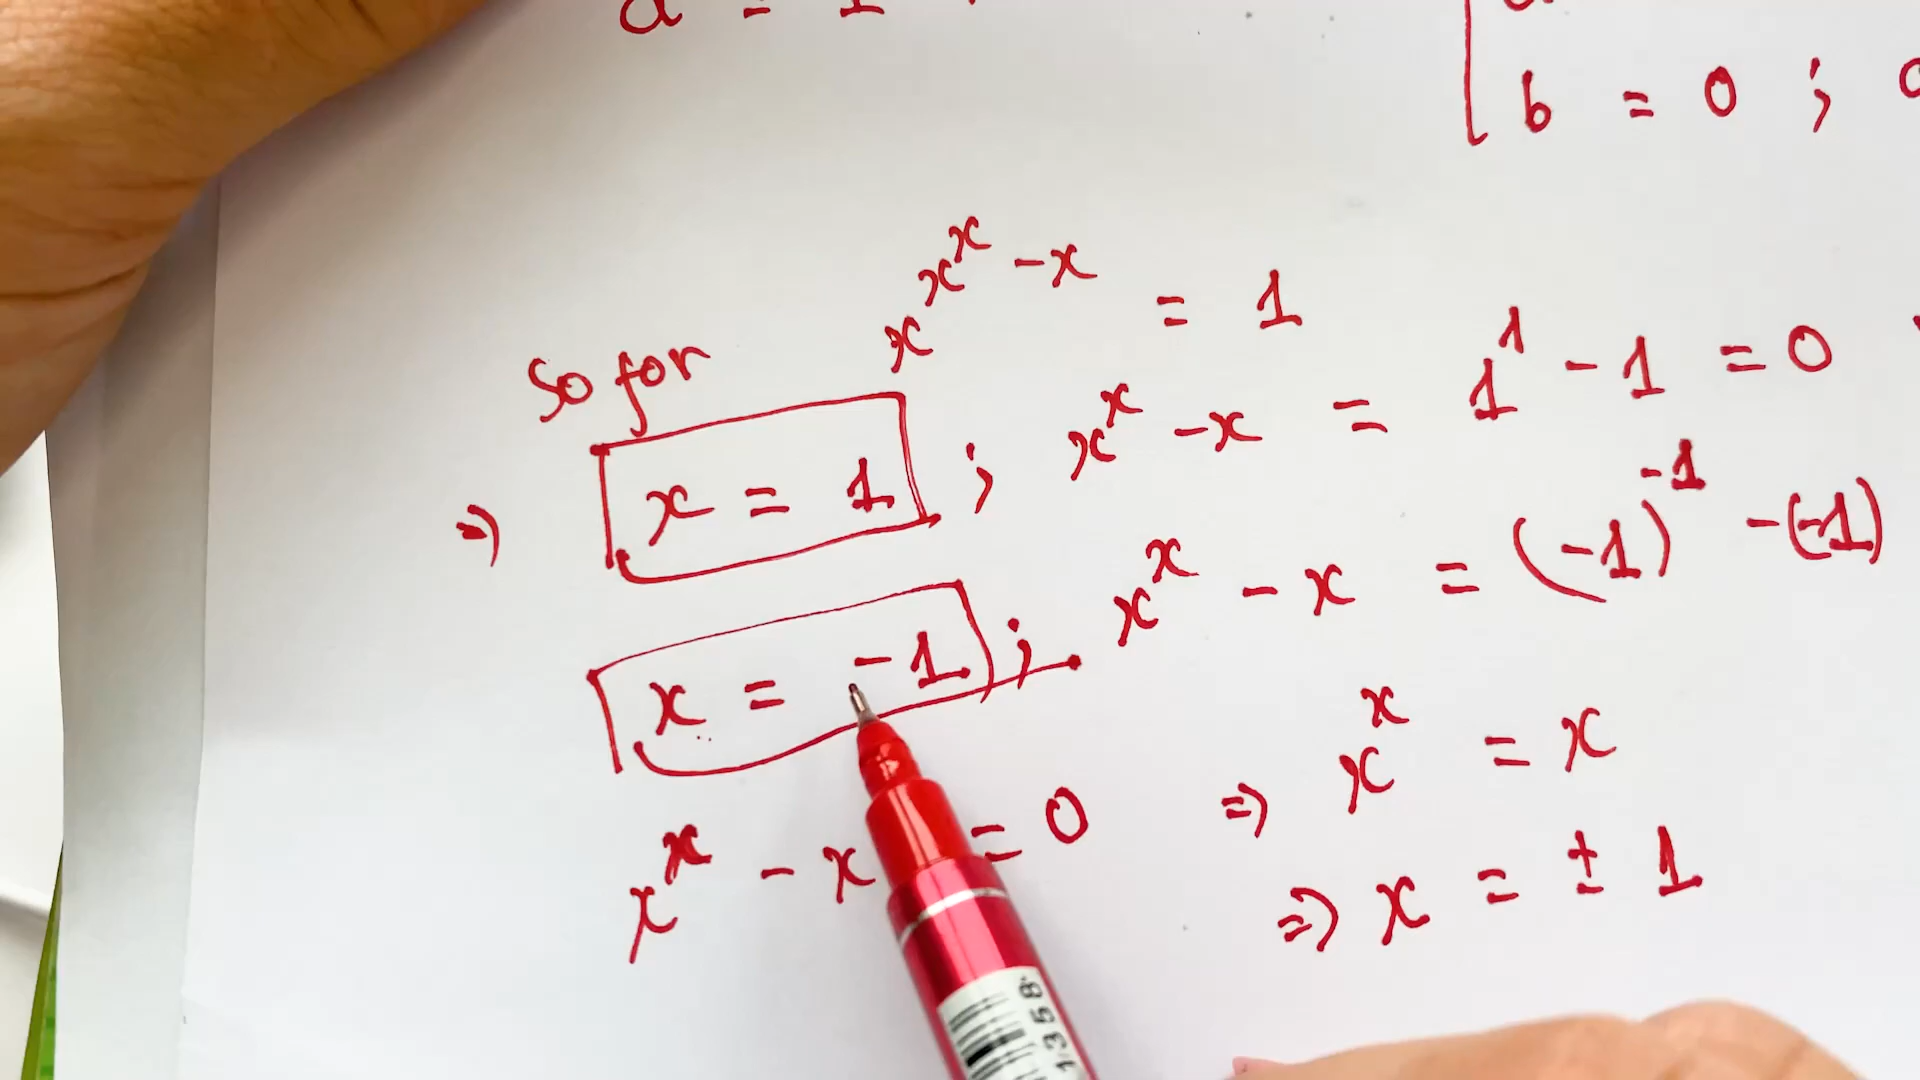 a = 1
b = 0 ;
x^{x^x - x} = 1
So for
⇒ x = 1 ; x^x - x = 1^1 - 1 = 0
x = -1 ; x^x - x = (-1)^{-1} - (-1)
x^x - x = 0 ⇒ x^x = x
⇒ x = ± 1
1358